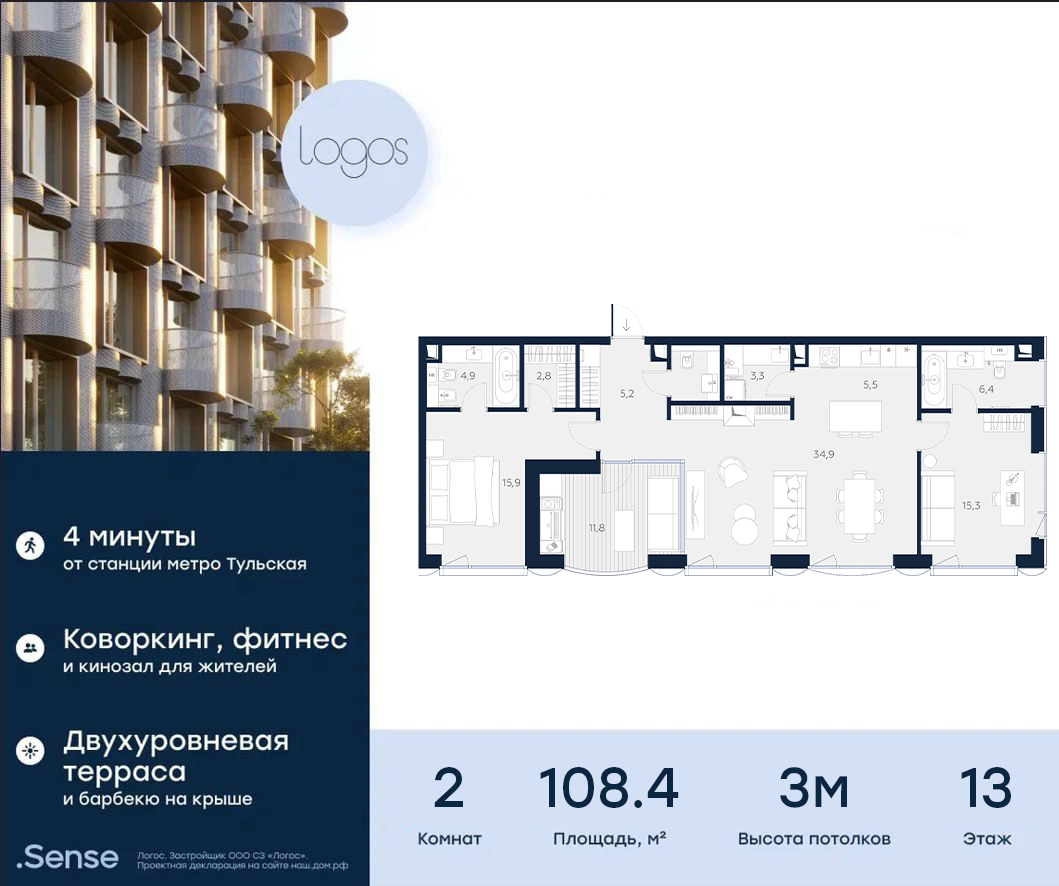 logos
4 минуты
от станции метро Тульская
Коворкинг, фитнес
и кинозал для жителей
Двухуровневая
терраса
и барбекю на крыше
.Sense
Логос. Застройщик ООО СЗ «Логос».
Проектная декларация на сайте наш.дом.рф
4,9
2,8
5,2
3,3
5,5
6,4
34,9
15,9
11,8
15,3
2
Комнат
108.4
Площадь, м²
3м
Высота потолков
13
Этаж